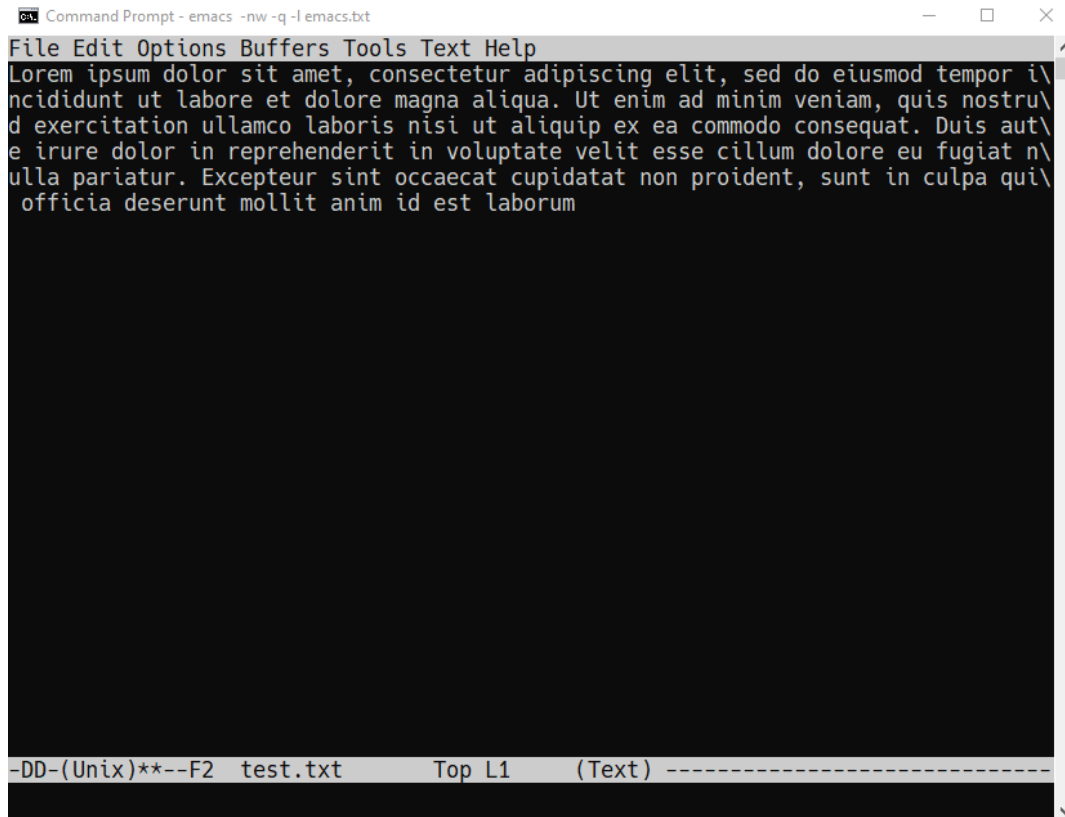 Command Prompt - emacs -nw -q -l emacs.txt
File Edit Options Buffers Tools Text Help
Lorem ipsum dolor sit amet, consectetur adipiscing elit, sed do eiusmod tempor i\
ncididunt ut labore et dolore magna aliqua. Ut enim ad minim veniam, quis nostru\
d exercitation ullamco laboris nisi ut aliquip ex ea commodo consequat. Duis aut\
e irure dolor in reprehenderit in voluptate velit esse cillum dolore eu fugiat n\
ulla pariatur. Excepteur sint occaecat cupidatat non proident, sunt in culpa qui\
 officia deserunt mollit anim id est laborum
-DD-(Unix)**--F2  test.txt       Top L1     (Text) ------------------------------